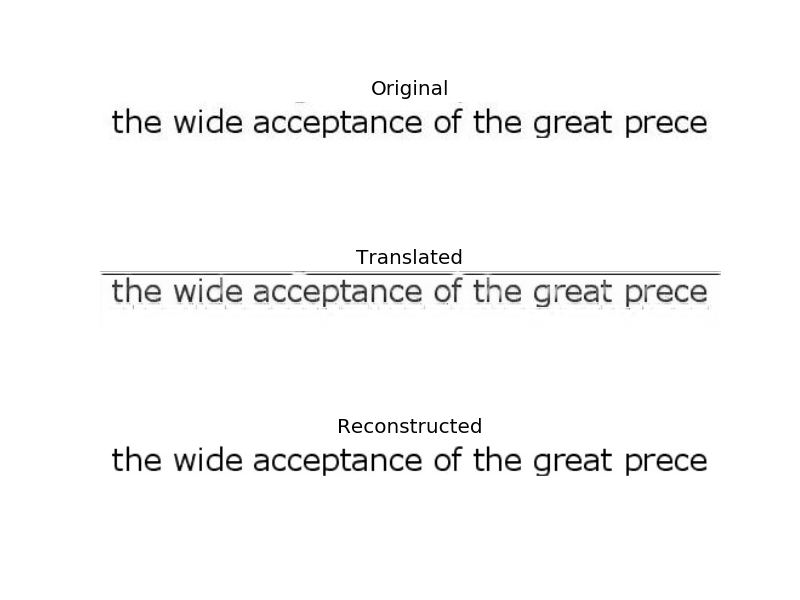 Original
the wide acceptance of the great prece
Translated
the wide acceptance of the great prece
Reconstructed
the wide acceptance of the great prece